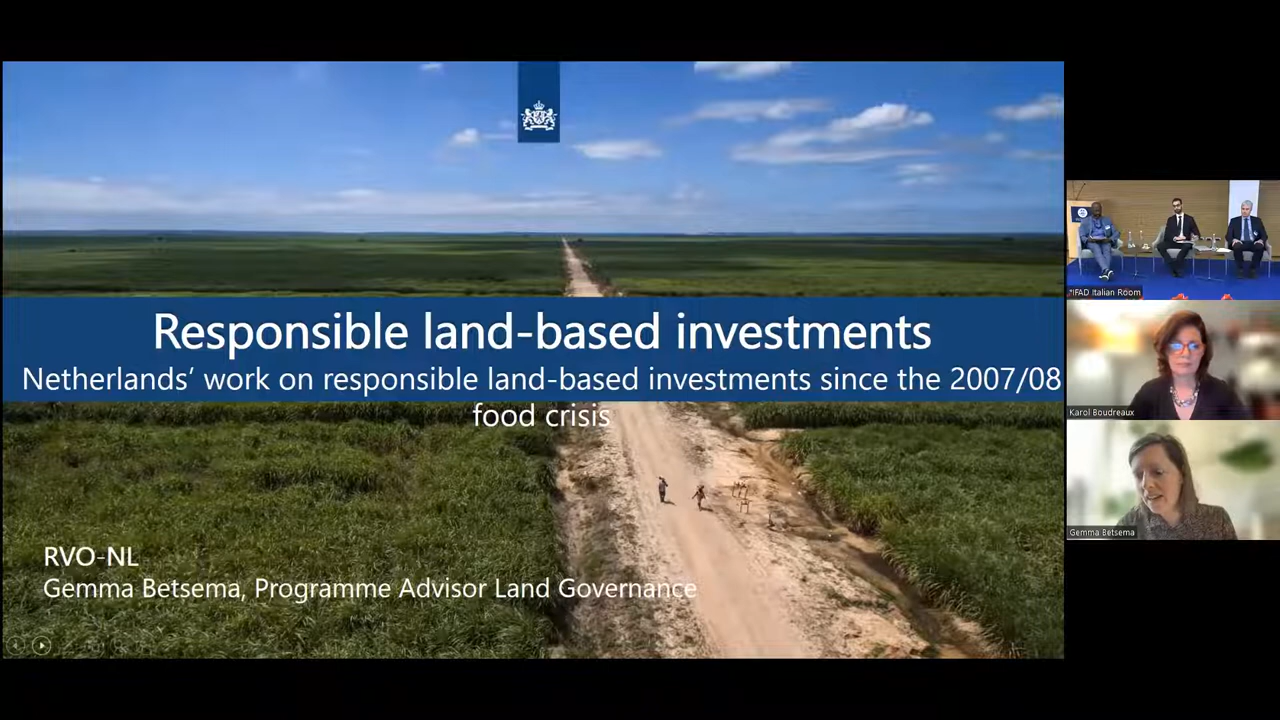 Responsible land-based investments
Netherlands’ work on responsible land-based investments since the 2007/08
food crisis
RVO-NL
Gemma Betsema, Programme Advisor Land Governance
*IFAD Italian Room
Karol Boudreaux
Gemma Betsema